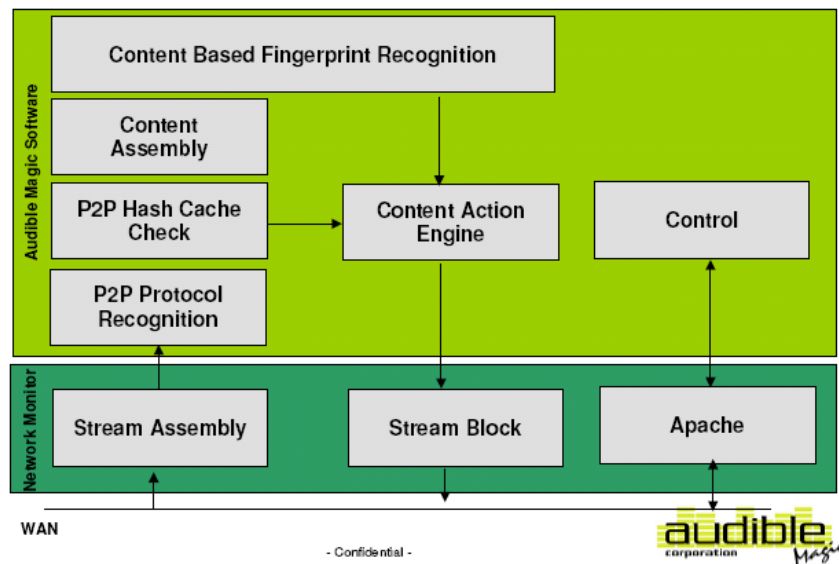 Audible Magic Software
Content Based Fingerprint Recognition
Content
Assembly
P2P Hash Cache
Check
Content Action
Engine
Control
P2P Protocol
Recognition
Network Monitor
Stream Assembly
Stream Block
Apache
WAN
- Confidential -
audible
corporation
Magic